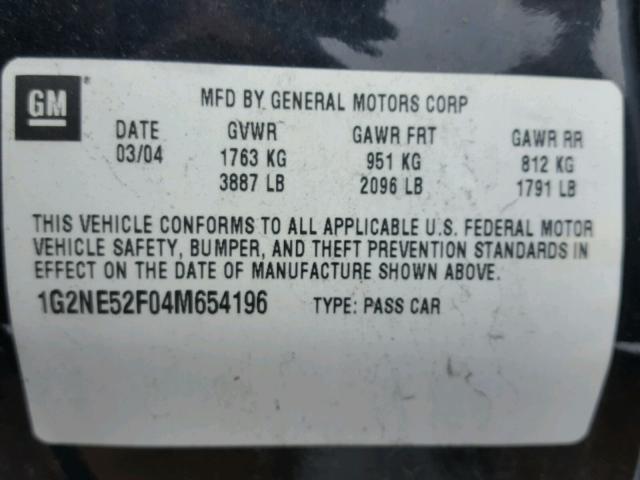 GM ®
MFD BY GENERAL MOTORS CORP
DATE GVWR GAWR FRT GAWR RR
03/04 1763 KG 951 KG 812 KG
3887 LB 2096 LB 1791 LB
THIS VEHICLE CONFORMS TO ALL APPLICABLE U.S. FEDERAL MOTOR
VEHICLE SAFETY, BUMPER, AND THEFT PREVENTION STANDARDS IN
EFFECT ON THE DATE OF MANUFACTURE SHOWN ABOVE.
1G2NE52F04M654196 TYPE: PASS CAR